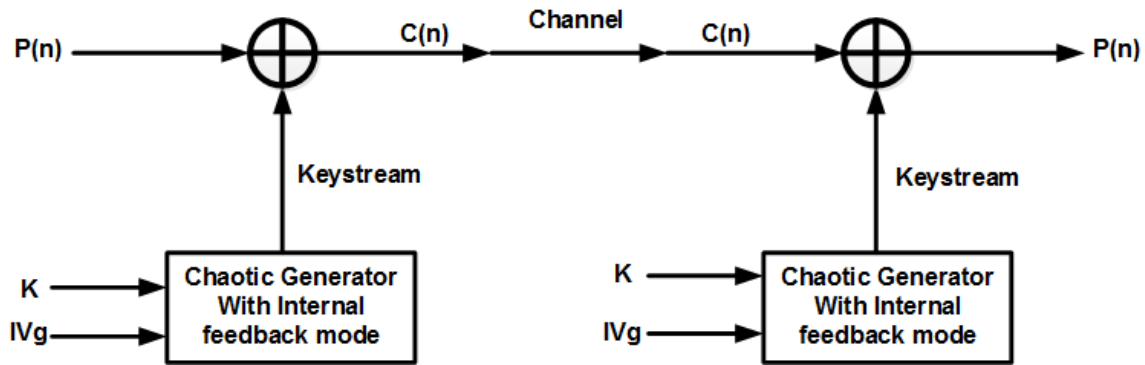 P(n)
C(n)
Channel
C(n)
P(n)
Keystream
Keystream
K
IVg
Chaotic Generator
With Internal
feedback mode
K
IVg
Chaotic Generator
With Internal
feedback mode